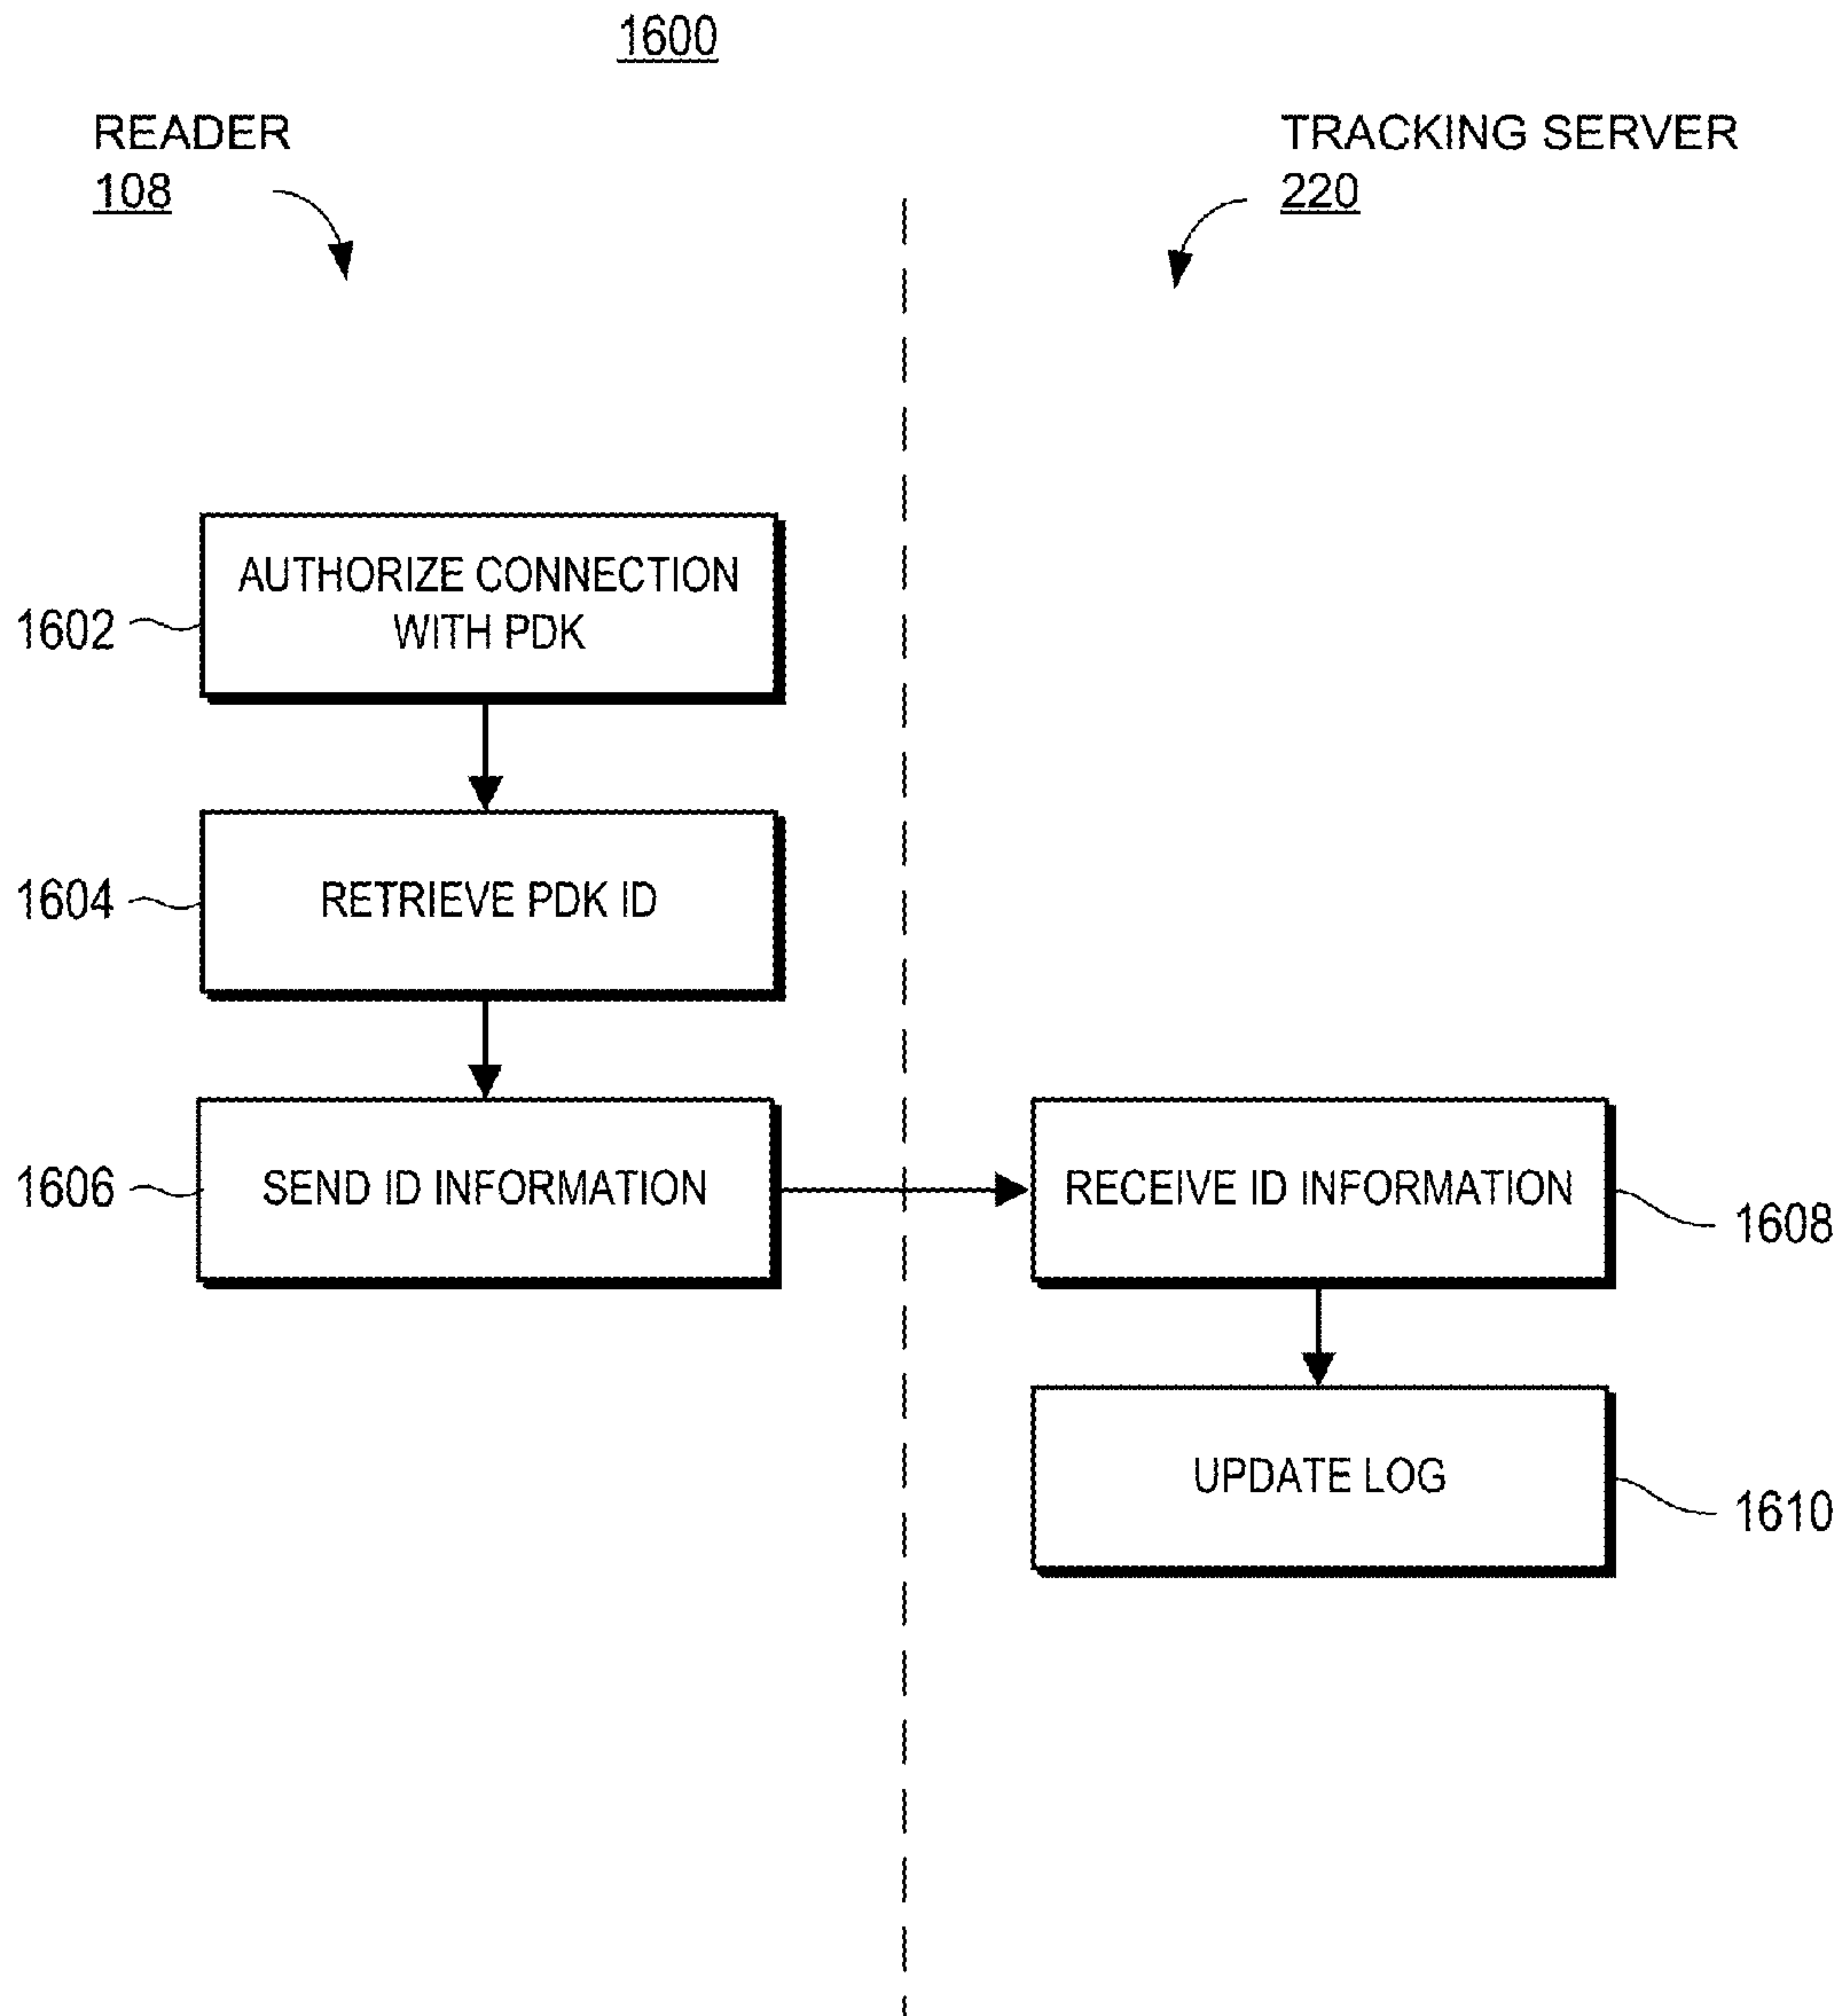 1600
READER
108
TRACKING SERVER
220
AUTHORIZE CONNECTION
WITH PDK
1602
RETRIEVE PDK ID
1604
SEND ID INFORMATION
1606
RECEIVE ID INFORMATION
1608
UPDATE LOG
1610